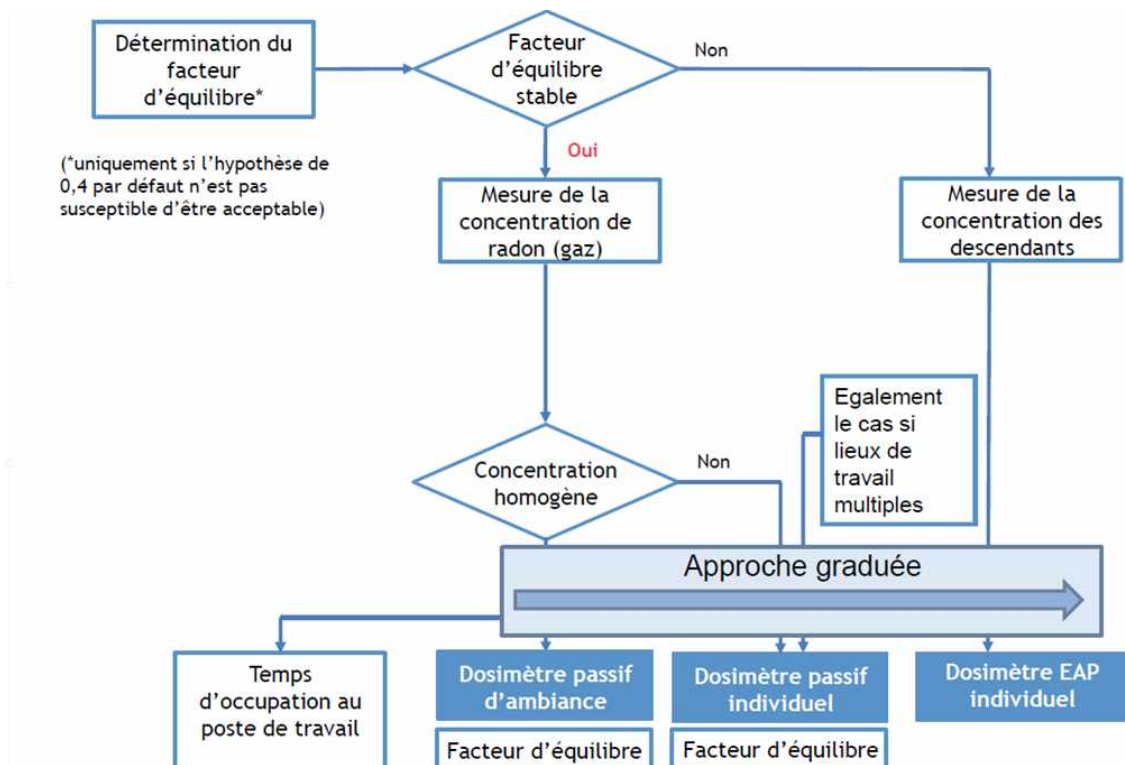 Détermination du
facteur
d'équilibre*
Facteur
d'équilibre
stable
Non
Oui
(*uniquement si l'hypothèse de
0,4 par défaut n'est pas
susceptible d'être acceptable)
Mesure de la
concentration de
radon (gaz)
Mesure de la
concentration des
descendants
Egalement
le cas si
lieux de
travail
multiples
Concentration
homogène
Non
Approche graduée
Temps
d'occupation au
poste de travail
Dosimètre passif
d'ambiance
Dosimètre passif
individuel
Dosimètre EAP
individuel
Facteur d'équilibre
Facteur d'équilibre